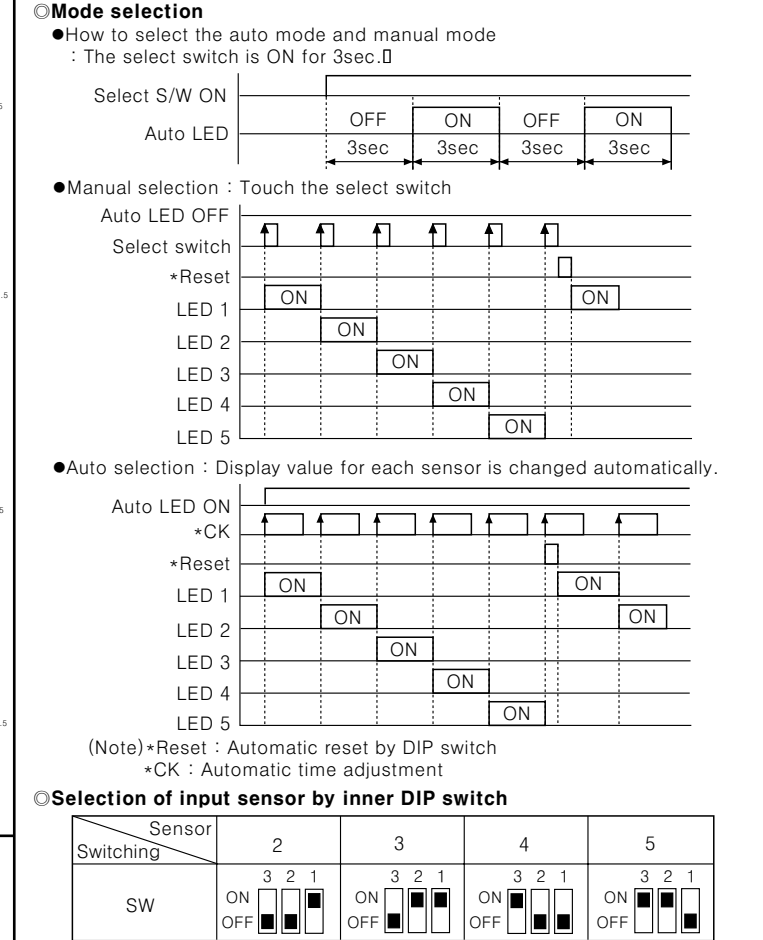 ◎Mode selection
●How to select the auto mode and manual mode
: The select switch is ON for 3sec.▯
Select S/W ON
Auto LED
OFF ON OFF ON
3sec 3sec 3sec 3sec
●Manual selection : Touch the select switch
Auto LED OFF
Select switch
*Reset
LED 1 ON ON
LED 2 ON
LED 3 ON
LED 4 ON
LED 5 ON
●Auto selection : Display value for each sensor is changed automatically.
Auto LED ON
*CK
*Reset
LED 1 ON ON
LED 2 ON ON
LED 3 ON
LED 4 ON
LED 5 ON
(Note)*Reset : Automatic reset by DIP switch
*CK : Automatic time adjustment
◎Selection of input sensor by inner DIP switch
Sensor
Switching
2 3 4 5
3 2 1 3 2 1 3 2 1 3 2 1
SW
ON ON ON ON
OFF OFF OFF OFF
5
.5
5
.5